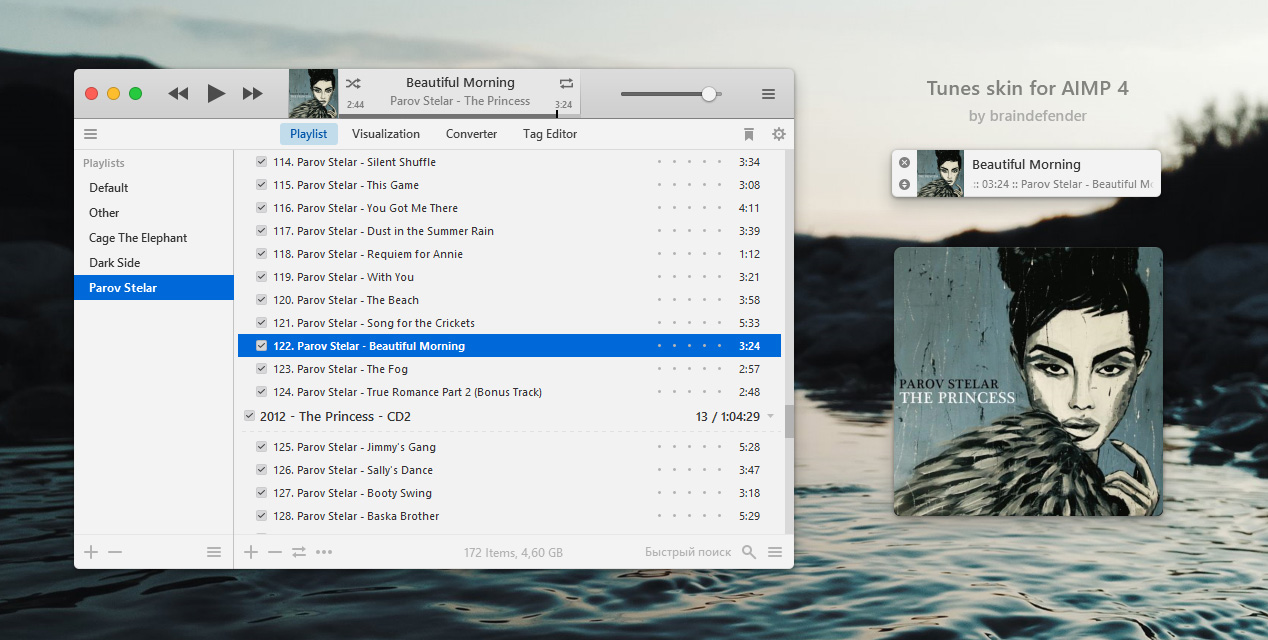 Beautiful Morning
2:44 Parov Stelar - The Princess 3:24
Playlist Visualization Converter Tag Editor
Playlists
Default
Other
Cage The Elephant
Dark Side
Parov Stelar
114. Parov Stelar - Silent Shuffle 3:34
115. Parov Stelar - This Game 3:08
116. Parov Stelar - You Got Me There 4:11
117. Parov Stelar - Dust in the Summer Rain 3:39
118. Parov Stelar - Requiem for Annie 1:12
119. Parov Stelar - With You 3:21
120. Parov Stelar - The Beach 3:58
121. Parov Stelar - Song for the Crickets 5:33
122. Parov Stelar - Beautiful Morning 3:24
123. Parov Stelar - The Fog 2:57
124. Parov Stelar - True Romance Part 2 (Bonus Track) 2:48
2012 - The Princess - CD2 13 / 1:04:29
125. Parov Stelar - Jimmy's Gang 5:28
126. Parov Stelar - Sally's Dance 3:47
127. Parov Stelar - Booty Swing 3:18
128. Parov Stelar - Baska Brother 5:29
172 Items, 4,60 GB Быстрый поиск
Tunes skin for AIMP 4
by braindefender
Beautiful Morning
:: 03:24 :: Parov Stelar - Beautiful Mo
PAROV STELAR
THE PRINCESS